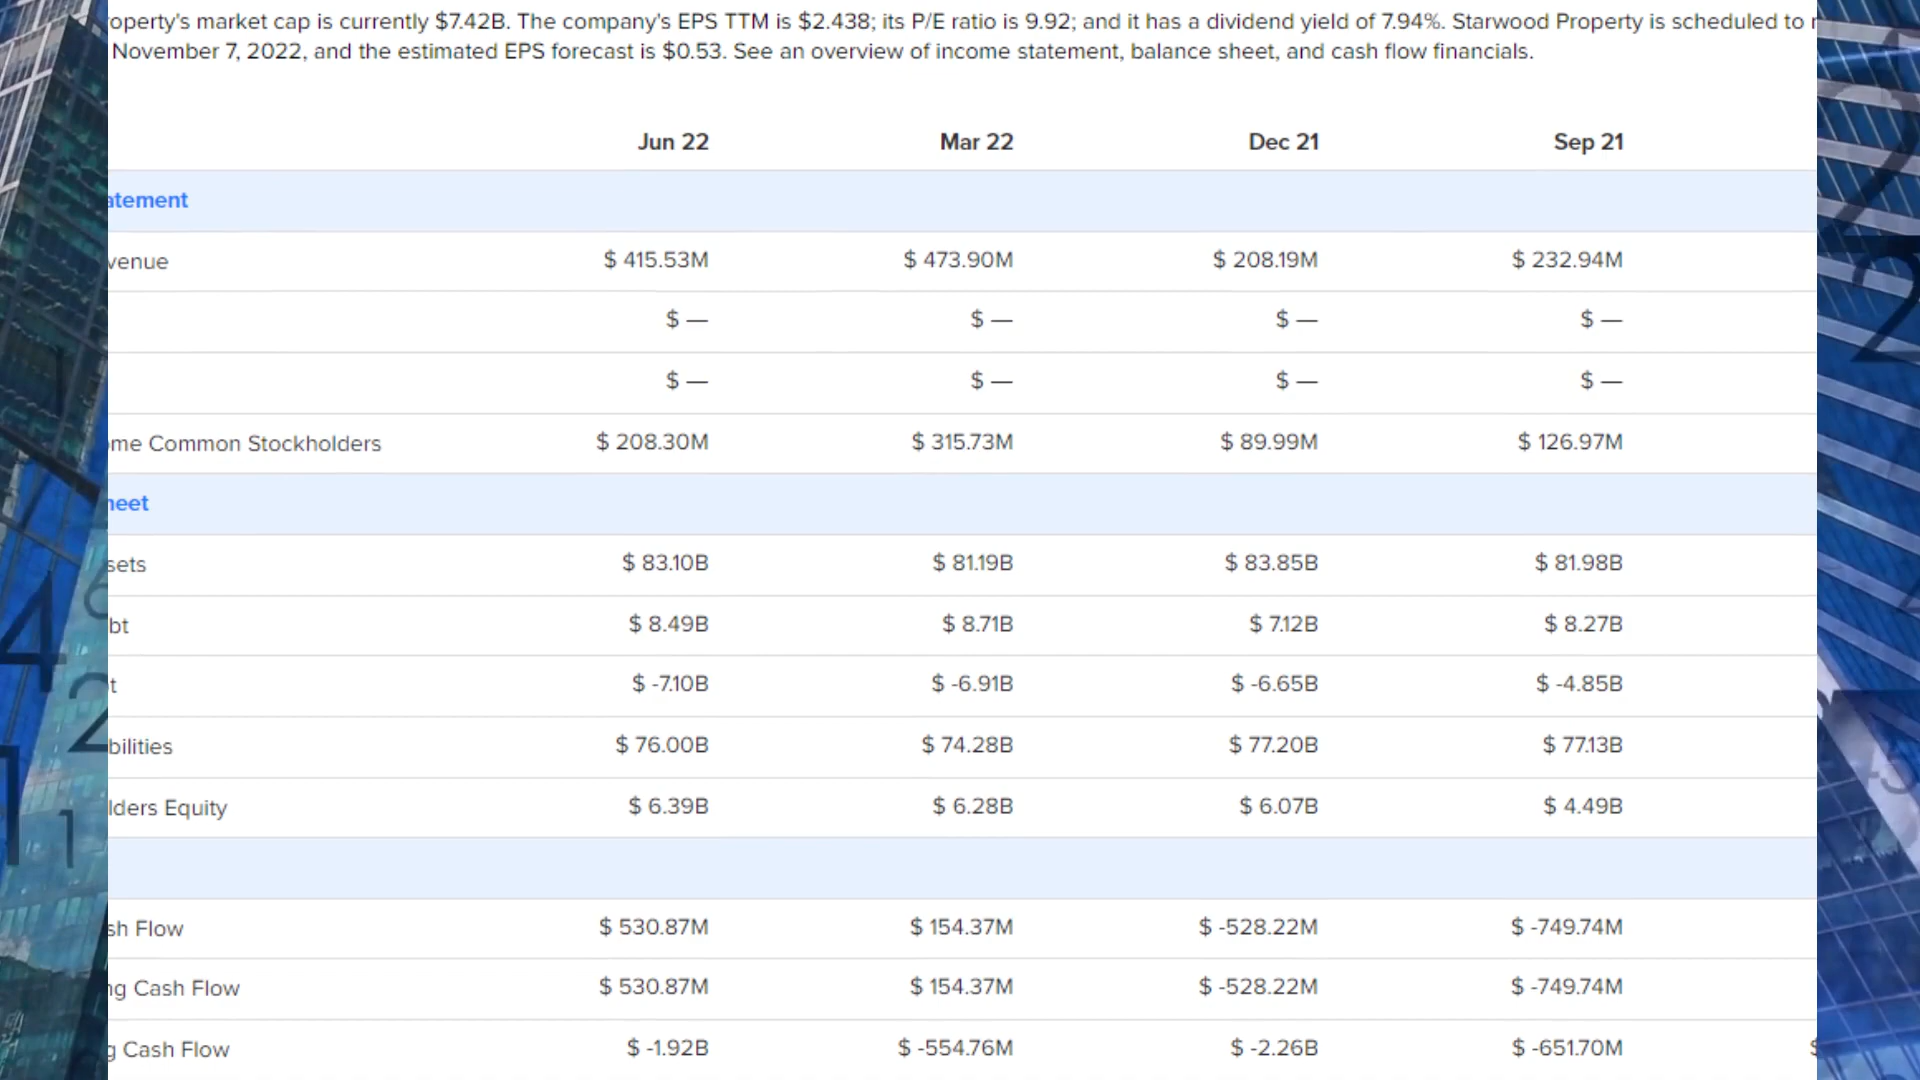 operty's market cap is currently $7.42B. The company's EPS TTM is $2.438; its P/E ratio is 9.92; and it has a dividend yield of 7.94%. Starwood Property is scheduled to
November 7, 2022, and the estimated EPS forecast is $0.53. See an overview of income statement, balance sheet, and cash flow financials.
Jun 22 Mar 22 Dec 21 Sep 21
atement
venue $ 415.53M $ 473.90M $ 208.19M $ 232.94M
$ — $ — $ — $ —
$ — $ — $ — $ —
me Common Stockholders $ 208.30M $ 315.73M $ 89.99M $ 126.97M
heet
sets $ 83.10B $ 81.19B $ 83.85B $ 81.98B
bt $ 8.49B $ 8.71B $ 7.12B $ 8.27B
t $ -7.10B $ -6.91B $ -6.65B $ -4.85B
bilities $ 76.00B $ 74.28B $ 77.20B $ 77.13B
lders Equity $ 6.39B $ 6.28B $ 6.07B $ 4.49B
sh Flow $ 530.87M $ 154.37M $ -528.22M $ -749.74M
ng Cash Flow $ 530.87M $ 154.37M $ -528.22M $ -749.74M
g Cash Flow $ -1.92B $ -554.76M $ -2.26B $ -651.70M $